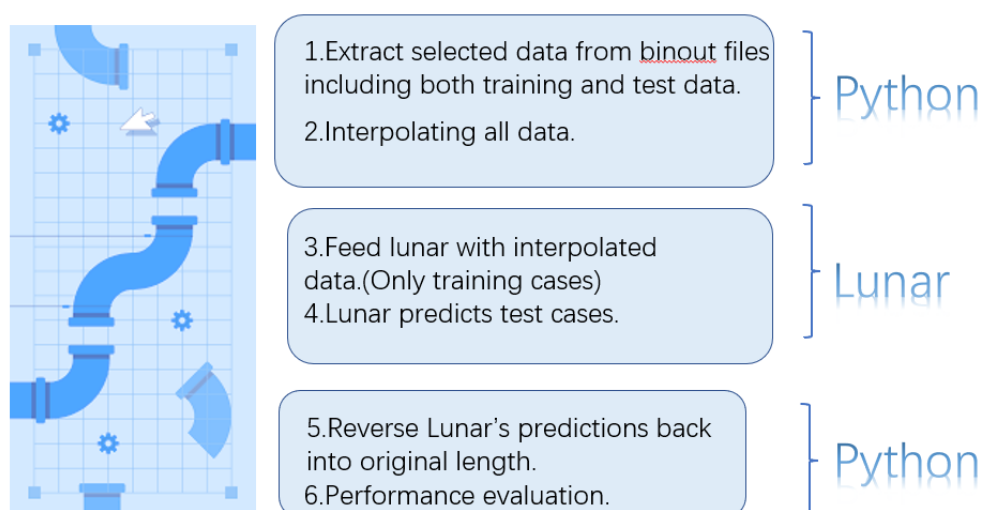 1.Extract selected data from binout files
including both training and test data.
2.Interpolating all data.
Python
3.Feed lunar with interpolated
data.(Only training cases)
4.Lunar predicts test cases.
Lunar
5.Reverse Lunar’s predictions back
into original length.
6.Performance evaluation.
Python